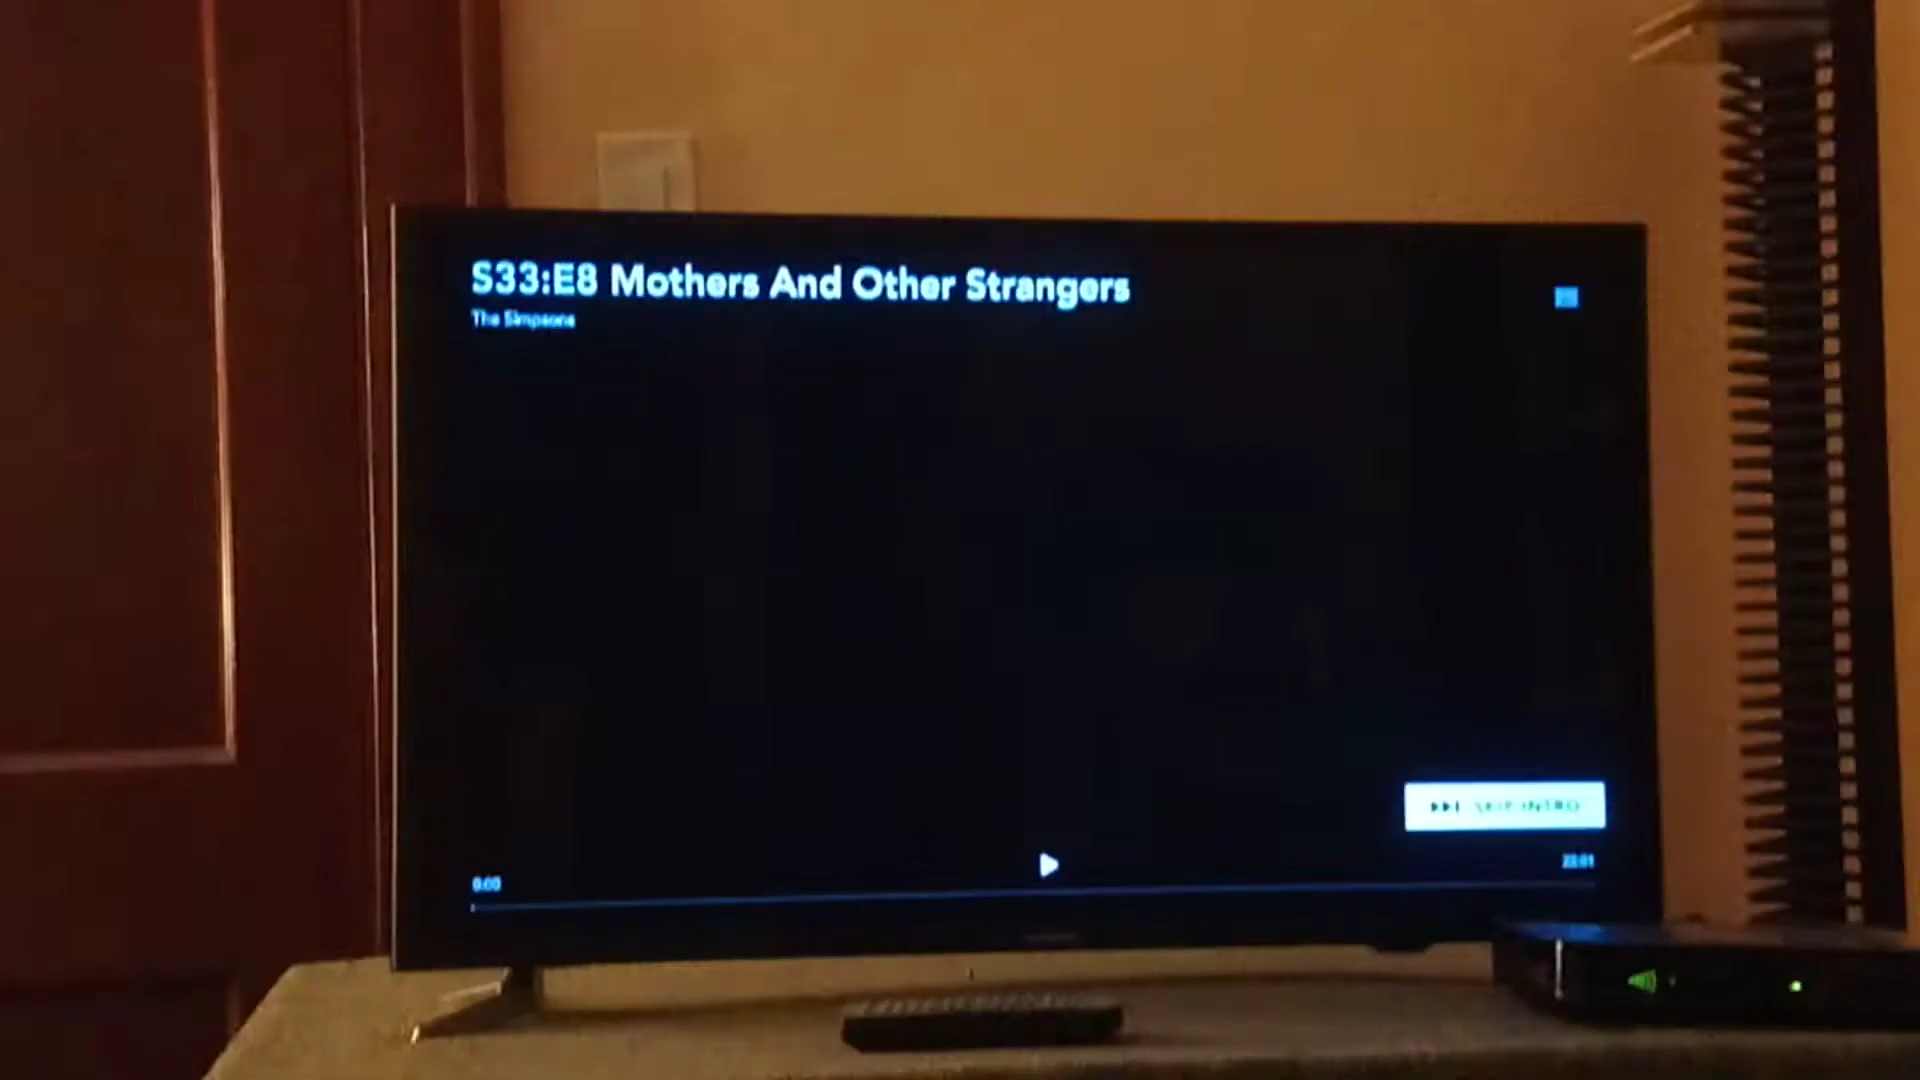 S33:E8 Mothers And Other Strangers
The Simpsons
SKIP INTRO
0:00
22:01